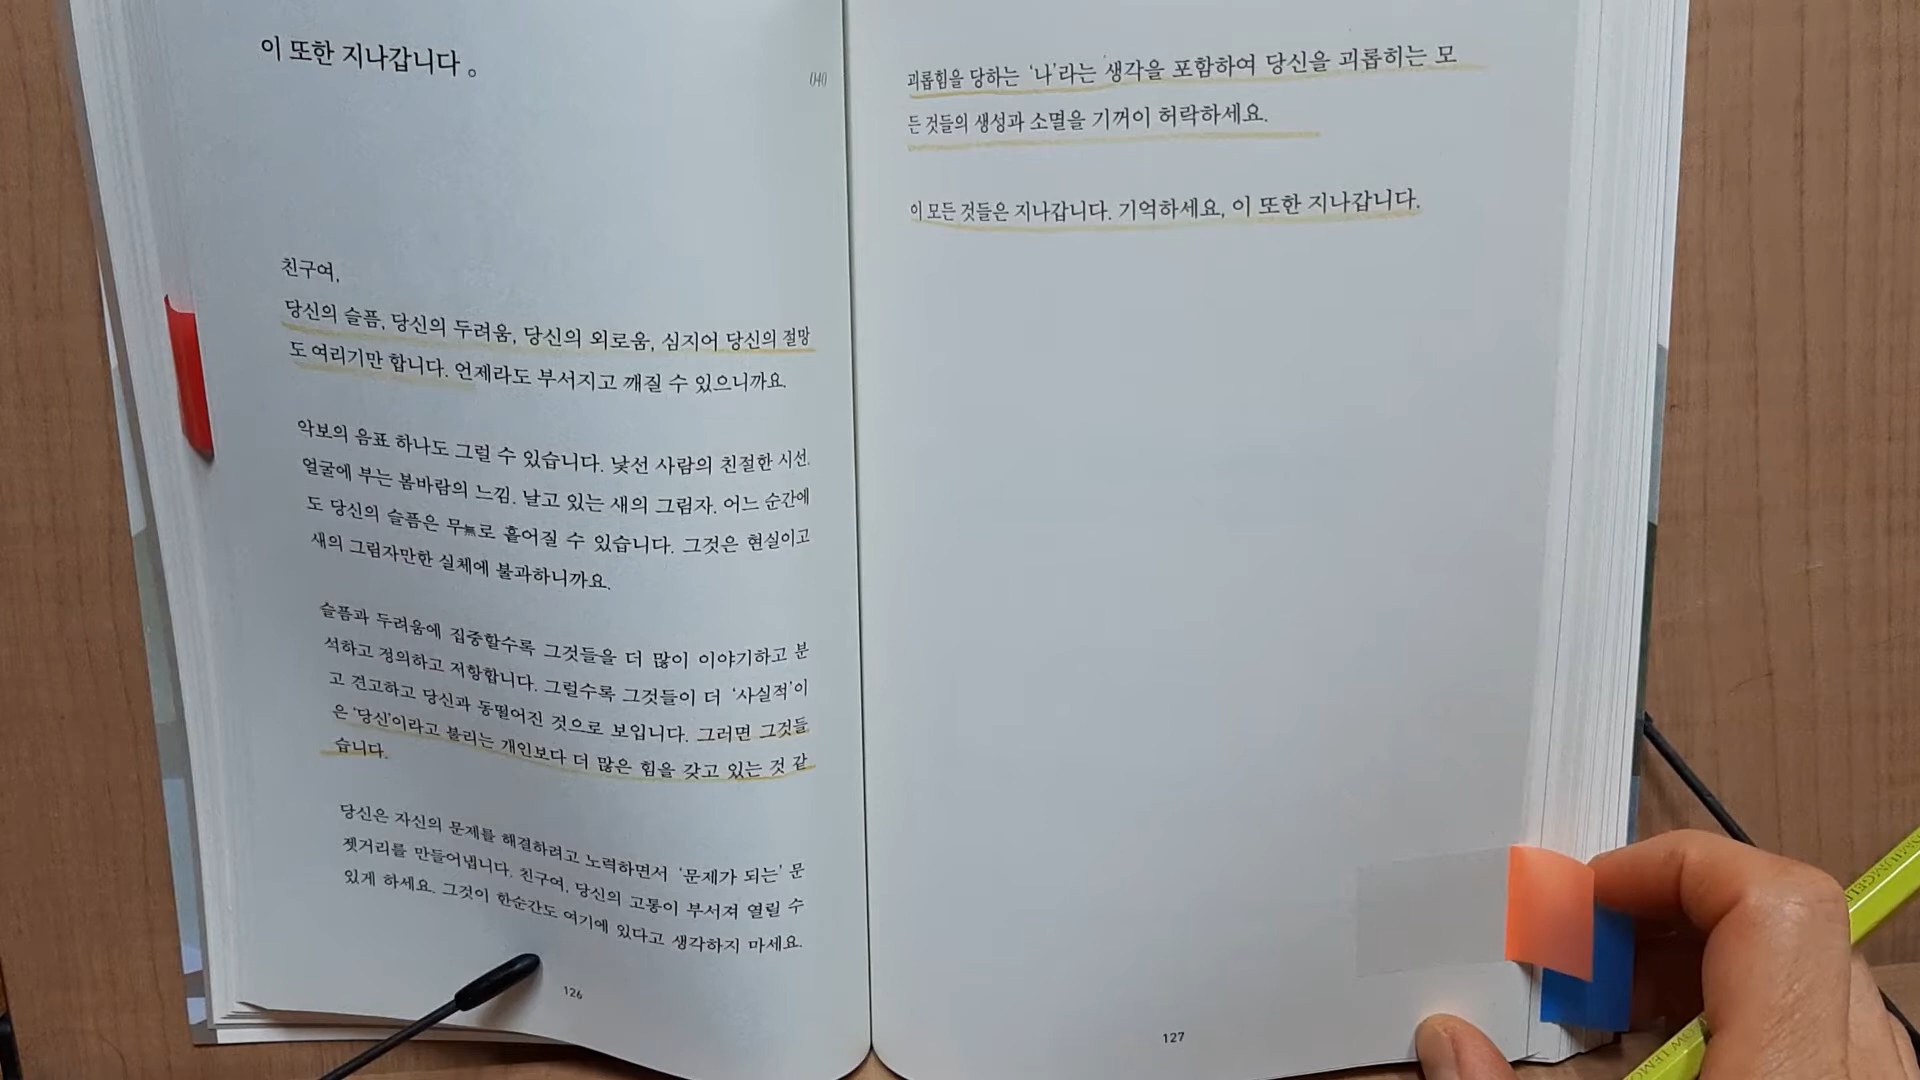 이 또한 지나갑니다。
040
친구여,
당신의 슬픔, 당신의 두려움, 당신의 외로움, 심지어 당신의 절망
도 여리기만 합니다. 언제라도 부서지고 깨질 수 있으니까요.
악보의 음표 하나도 그럴 수 있습니다. 낯선 사람의 친절한 시선.
얼굴에 부는 봄바람의 느낌. 날고 있는 새의 그림자. 어느 순간에
도 당신의 슬픔은 무無로 흩어질 수 있습니다. 그것은 현실이고
새의 그림자만한 실체에 불과하니까요.
슬픔과 두려움에 집중할수록 그것들을 더 많이 이야기하고 분
석하고 정의하고 저항합니다. 그럴수록 그것들이 더 ‘사실적’이
고 견고하고 당신과 동떨어진 것으로 보입니다. 그러면 그것들
은 ‘당신’이라고 불리는 개인보다 더 많은 힘을 갖고 있는 것 같
습니다.
당신은 자신의 문제를 해결하려고 노력하면서 ‘문제가 되는’ 문
젯거리를 만들어냅니다. 친구여, 당신의 고통이 부서져 열릴 수
있게 하세요. 그것이 한순간도 여기에 있다고 생각하지 마세요.
126
괴롭힘을 당하는 ‘나’라는 생각을 포함하여 당신을 괴롭히는 모
든 것들의 생성과 소멸을 기꺼이 허락하세요.
이 모든 것들은 지나갑니다. 기억하세요, 이 또한 지나갑니다.
127